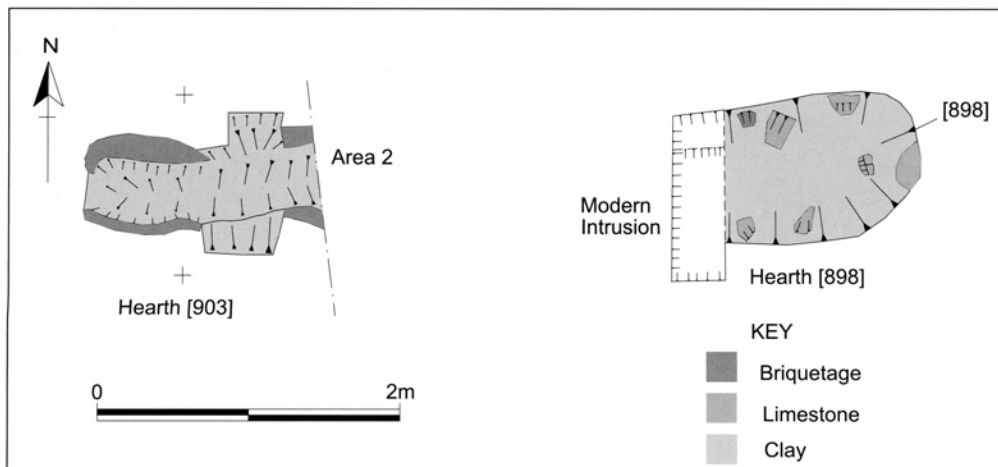 N
Area 2
Hearth [903]
0 2m
[898]
Modern
Intrusion
Hearth [898]
KEY
Briquetage
Limestone
Clay